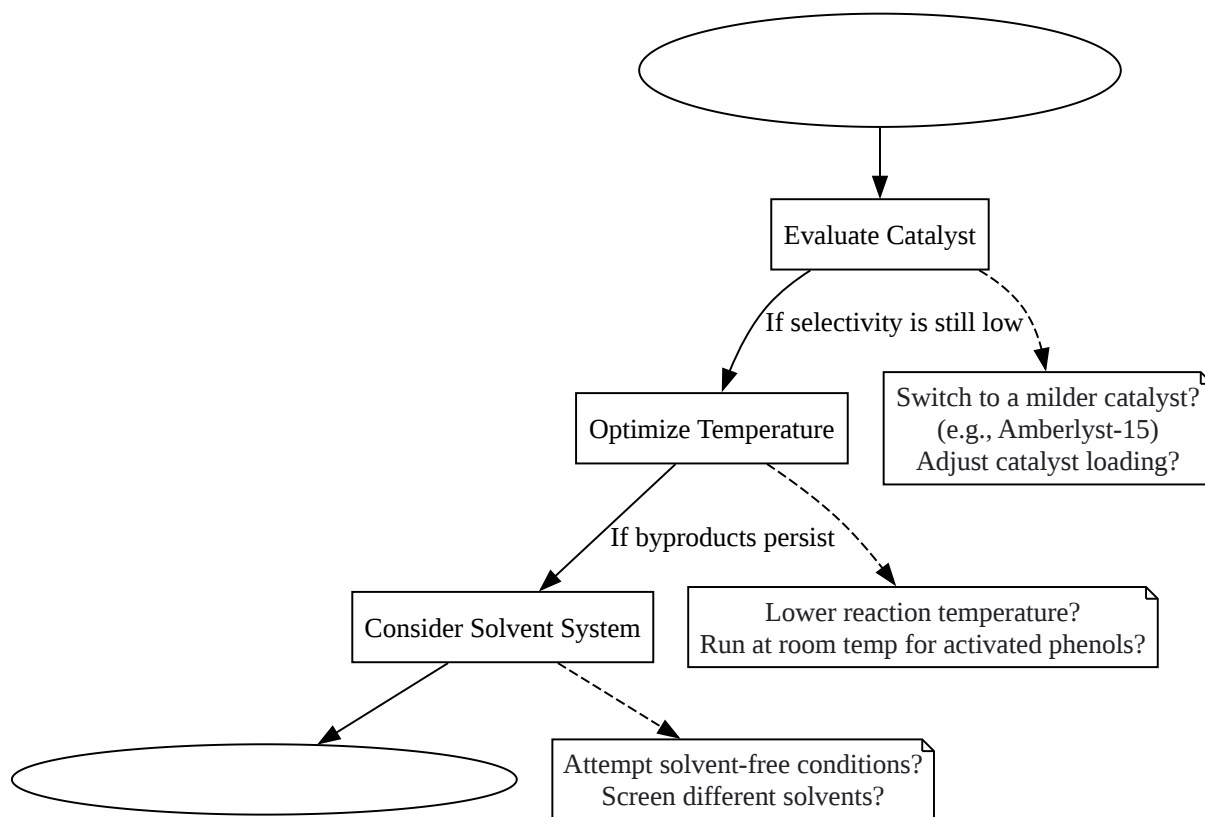 Evaluate Catalyst
If selectivity is still low
Switch to a milder catalyst?
(e.g., Amberlyst-15)
Adjust catalyst loading?
Optimize Temperature
If byproducts persist
Lower reaction temperature?
Run at room temp for activated phenols?
Consider Solvent System
Attempt solvent-free conditions?
Screen different solvents?